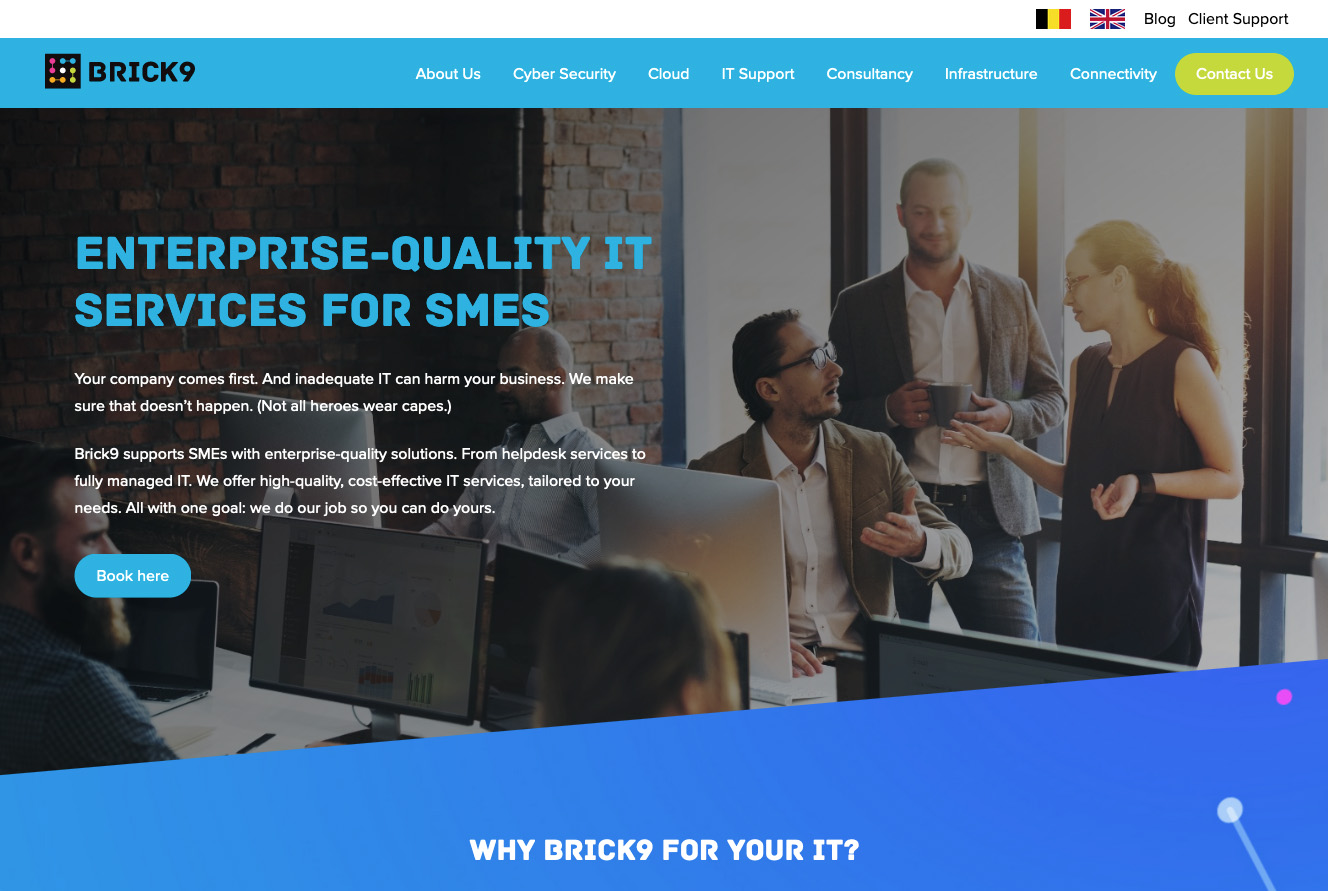 Blog Client Support
BRICK9 About Us Cyber Security Cloud IT Support Consultancy Infrastructure Connectivity Contact Us
ENTERPRISE-QUALITY IT
SERVICES FOR SMES
Your company comes first. And inadequate IT can harm your business. We make
sure that doesn’t happen. (Not all heroes wear capes.)
Brick9 supports SMEs with enterprise-quality solutions. From helpdesk services to
fully managed IT. We offer high-quality, cost-effective IT services, tailored to your
needs. All with one goal: we do our job so you can do yours.
Book here
WHY BRICK9 FOR YOUR IT?